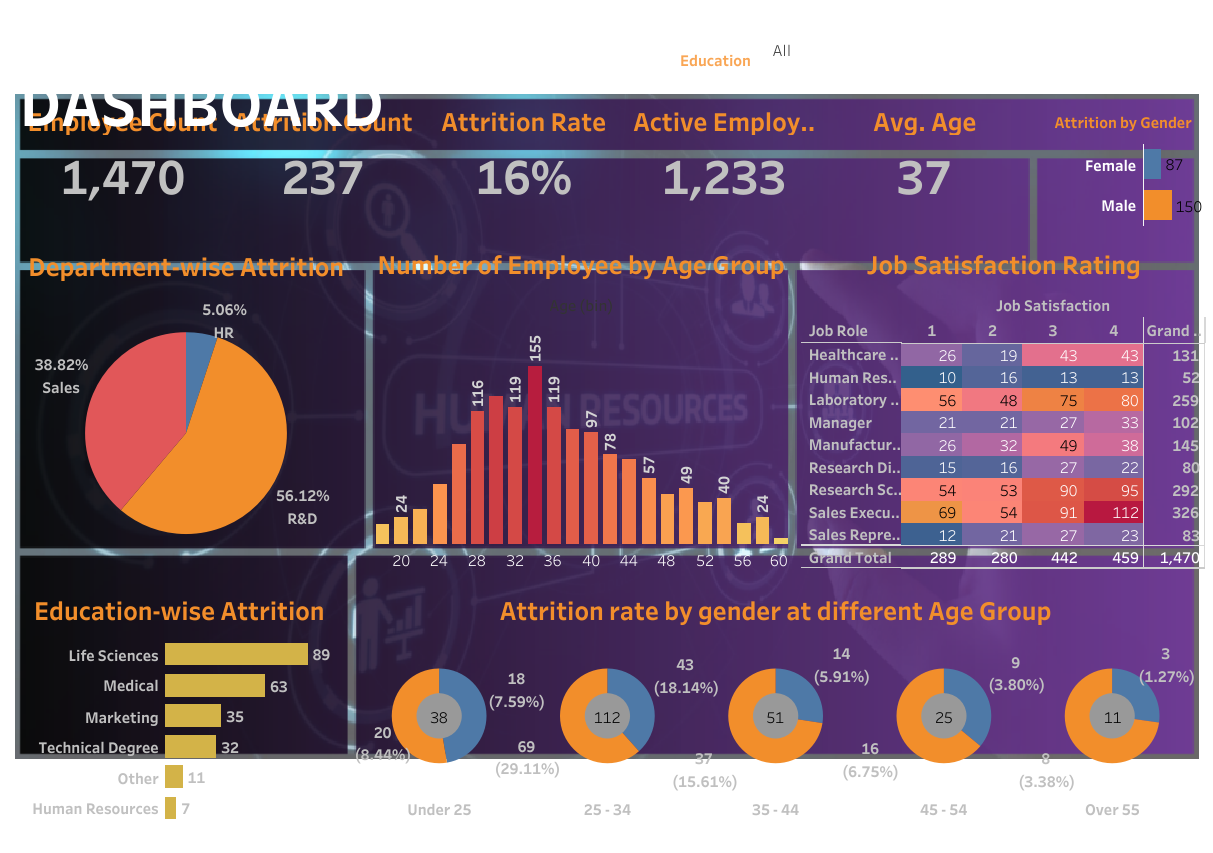 Education
All
DASHBOARD
Employee Count Attrition Count Attrition Rate Active Employ.. Avg. Age Attrition by Gender
1,470 237 16% 1,233 37
Female 87
Male 150
Department-wise Attrition
5.06%
HR
38.82%
Sales
56.12%
R&D
Number of Employee by Age Group
HUMAN RESOURCES
24 116 119 155 119 97 78 57 49 40 24
20 24 28 32 36 40 44 48 52 56 60
Job Satisfaction Rating
Job Satisfaction
Job Role 1 2 3 4 Grand ..
Healthcare .. 26 19 43 43 131
Human Res.. 10 16 13 13 52
Laboratory .. 56 48 75 80 259
Manager 21 21 27 33 102
Manufactur.. 26 32 49 38 145
Research Di.. 15 16 27 22 80
Research Sc.. 54 53 90 95 292
Sales Execu.. 69 54 91 112 326
Sales Repre.. 12 21 27 23 83
Grand Total 289 280 442 459 1,470
Education-wise Attrition
Life Sciences 89
Medical 63
Marketing 35
Technical Degree 32
Other 11
Human Resources 7
Attrition rate by gender at different Age Group
18
(7.59%)
38
20
(8.44%)
Under 25
43
(18.14%)
112
69
(29.11%)
25 - 34
14
(5.91%)
51
37
(15.61%)
35 - 44
9
(3.80%)
25
16
(6.75%)
45 - 54
3
(1.27%)
11
8
(3.38%)
Over 55